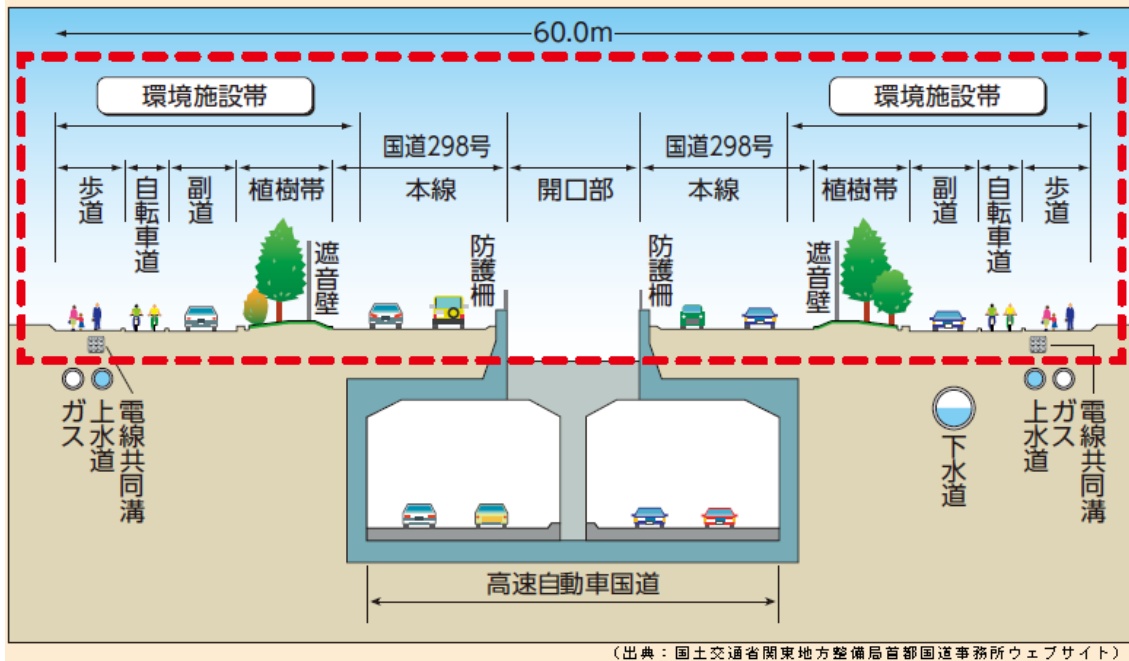 60.0m
環境施設帯
環境施設帯
国道298号
国道298号
歩道
自転車道
副道
植樹帯
本線
開口部
本線
植樹帯
副道
自転車道
歩道
遮音壁
防護柵
防護柵
遮音壁
ガス
上水道
電線共同溝
下水道
上水道
ガス
電線共同溝
高速自動車国道
（出典：国土交通省関東地方整備局首都国道事務所ウェブサイト）